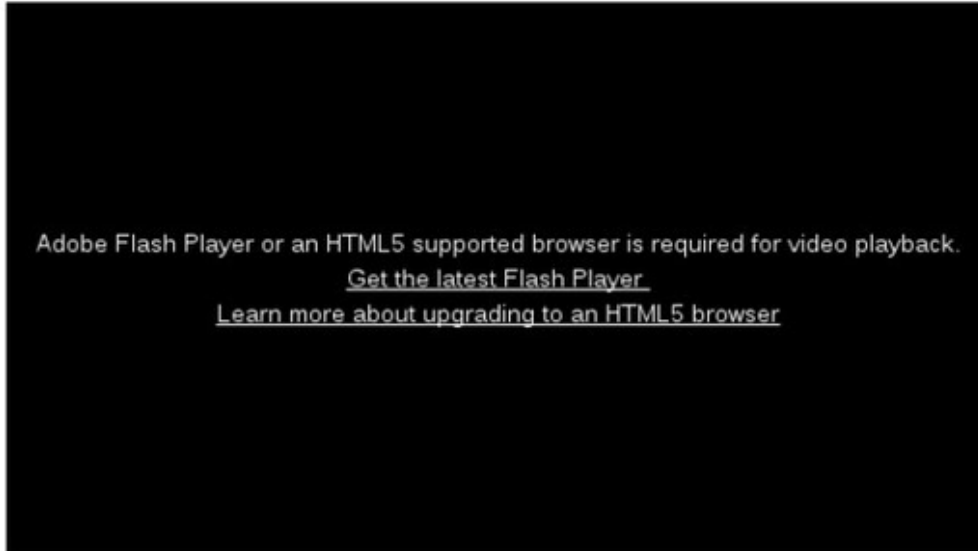 Adobe Flash Player or an HTML5 supported browser is required for video playback.
Get the latest Flash Player
Learn more about upgrading to an HTML5 browser